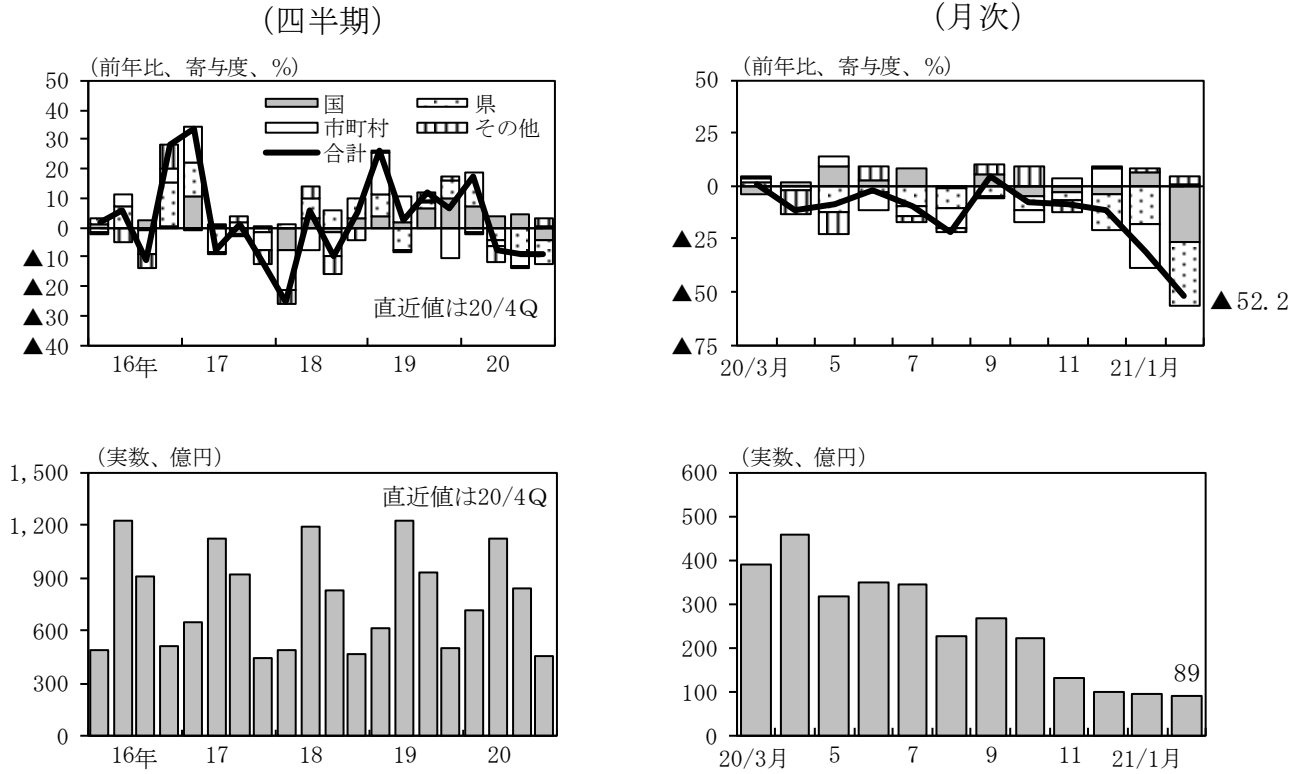 （四半期）
（前年比、寄与度、％）
国
県
市町村
その他
合計
50
40
30
20
10
0
▲10
▲20
▲30
▲40
直近値は20/4Q
16年 17 18 19 20
（月次）
（前年比、寄与度、％）
50
25
0
▲25
▲50
▲75
▲52.2
20/3月 5 7 9 11 21/1月
（実数、億円）
直近値は20/4Q
1,500
1,200
900
600
300
0
16年 17 18 19 20
（実数、億円）
600
500
400
300
200
100
0
89
20/3月 5 7 9 11 21/1月